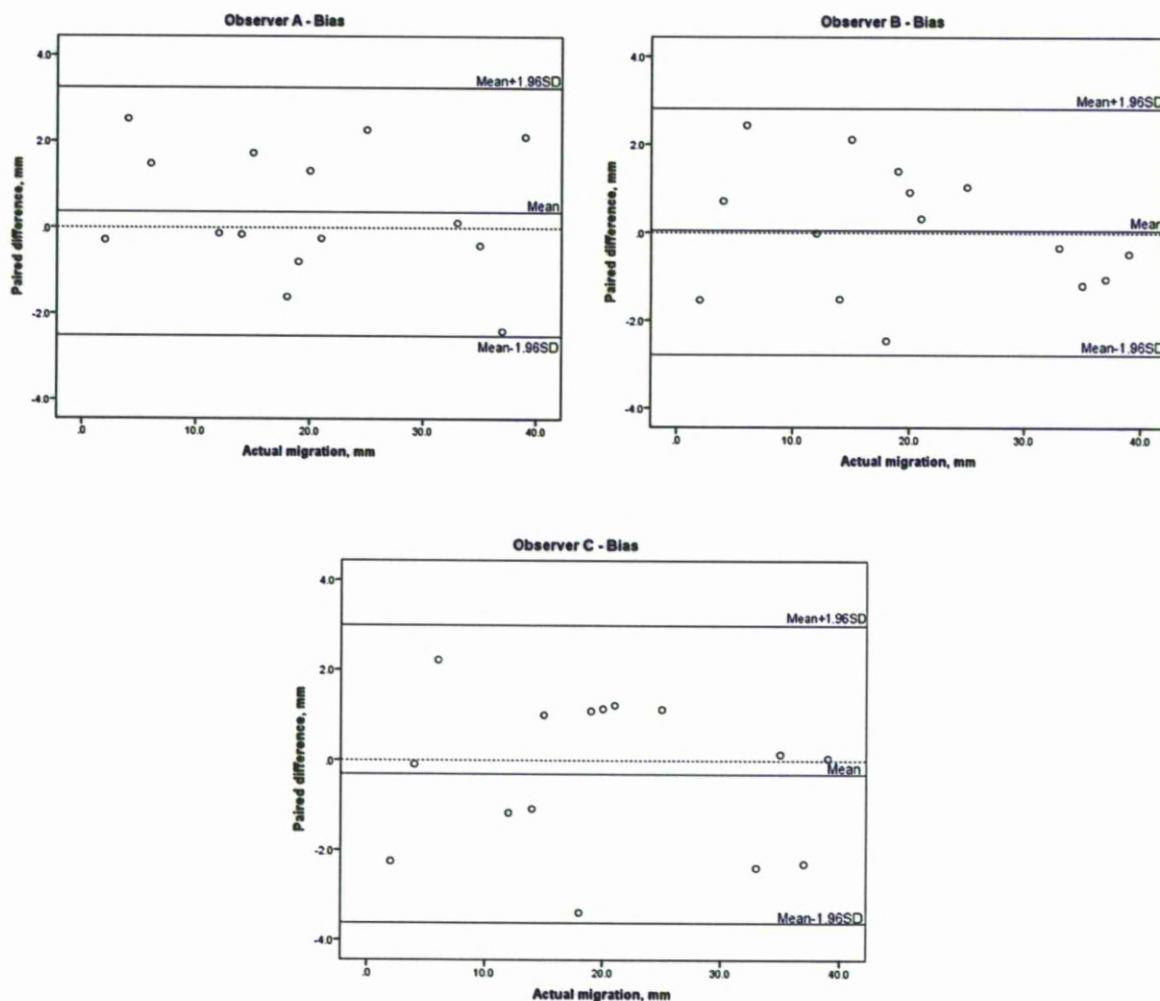 Observer A - Bias
4.0
2.0
.0
-2.0
-4.0
Paired difference, mm
Mean+1.96SD
Mean
Mean-1.96SD
.0 10.0 20.0 30.0 40.0
Actual migration, mm
Observer B - Bias
4.0
2.0
.0
-2.0
-4.0
Paired difference, mm
Mean+1.96SD
Mean
Mean-1.96SD
.0 10.0 20.0 30.0 40.0
Actual migration, mm
Observer C - Bias
4.0
2.0
.0
-2.0
-4.0
Paired difference, mm
Mean+1.96SD
Mean
Mean-1.96SD
.0 10.0 20.0 30.0 40.0
Actual migration, mm